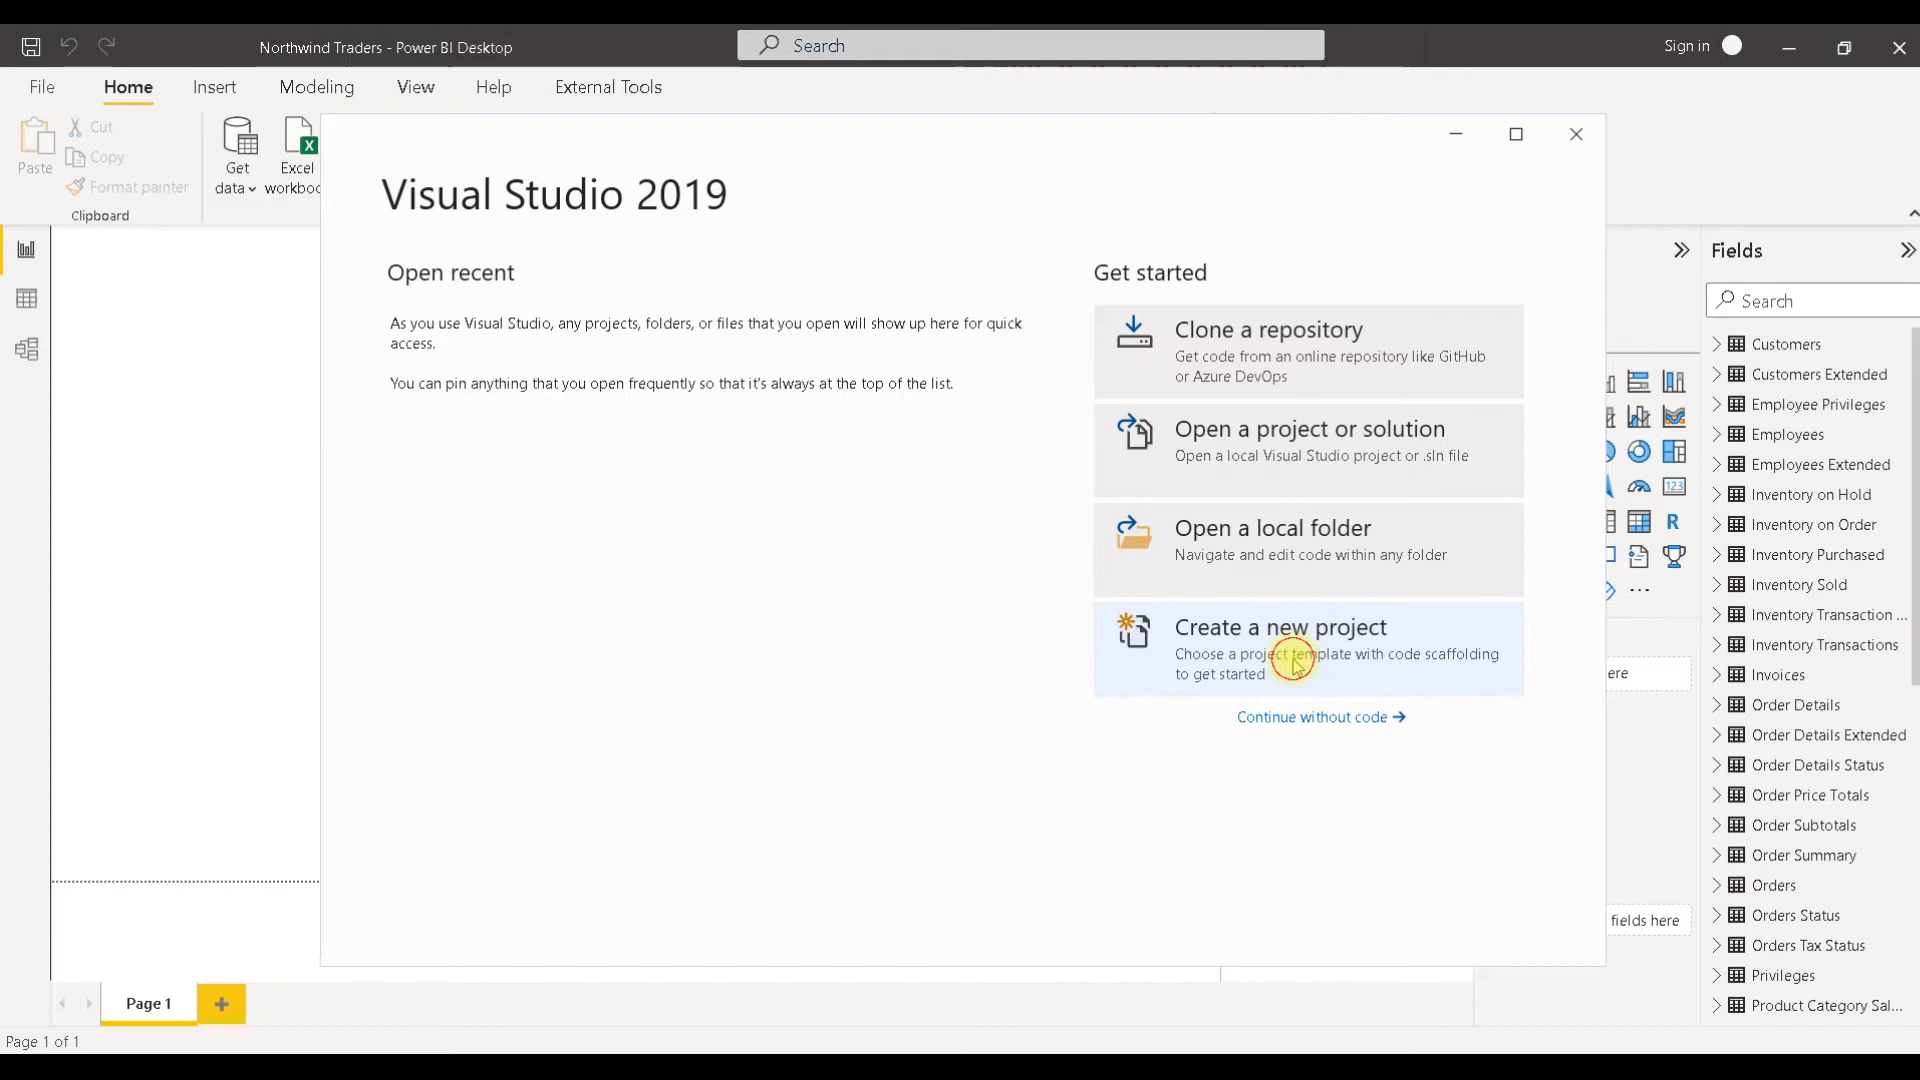 Northwind Traders - Power BI Desktop
Search
Sign in
File
Home
Insert
Modeling
View
Help
External Tools
Paste
Cut
Copy
Format painter
Clipboard
Get
data
Excel
workboo
Visual Studio 2019
Open recent
As you use Visual Studio, any projects, folders, or files that you open will show up here for quick
access.
You can pin anything that you open frequently so that it's always at the top of the list.
Get started
Clone a repository
Get code from an online repository like GitHub
or Azure DevOps
Open a project or solution
Open a local Visual Studio project or .sln file
Open a local folder
Navigate and edit code within any folder
Create a new project
Choose a project template with code scaffolding
to get started
Continue without code
123
R
ere
fields here
Fields
Search
Customers
Customers Extended
Employee Privileges
Employees
Employees Extended
Inventory on Hold
Inventory on Order
Inventory Purchased
Inventory Sold
Inventory Transaction ...
Inventory Transactions
Invoices
Order Details
Order Details Extended
Order Details Status
Order Price Totals
Order Subtotals
Order Summary
Orders
Orders Status
Orders Tax Status
Privileges
Product Category Sal...
Page 1
Page 1 of 1